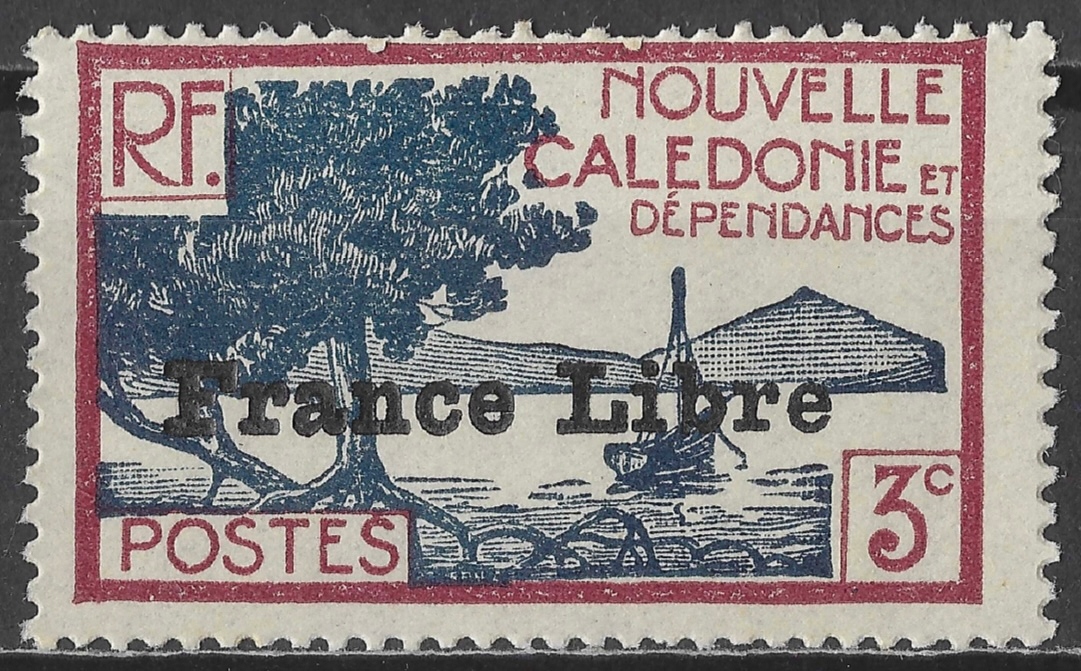 RF.
NOUVELLE
CALEDONIE ET
DÉPENDANCES
France Libre
3c
POSTES